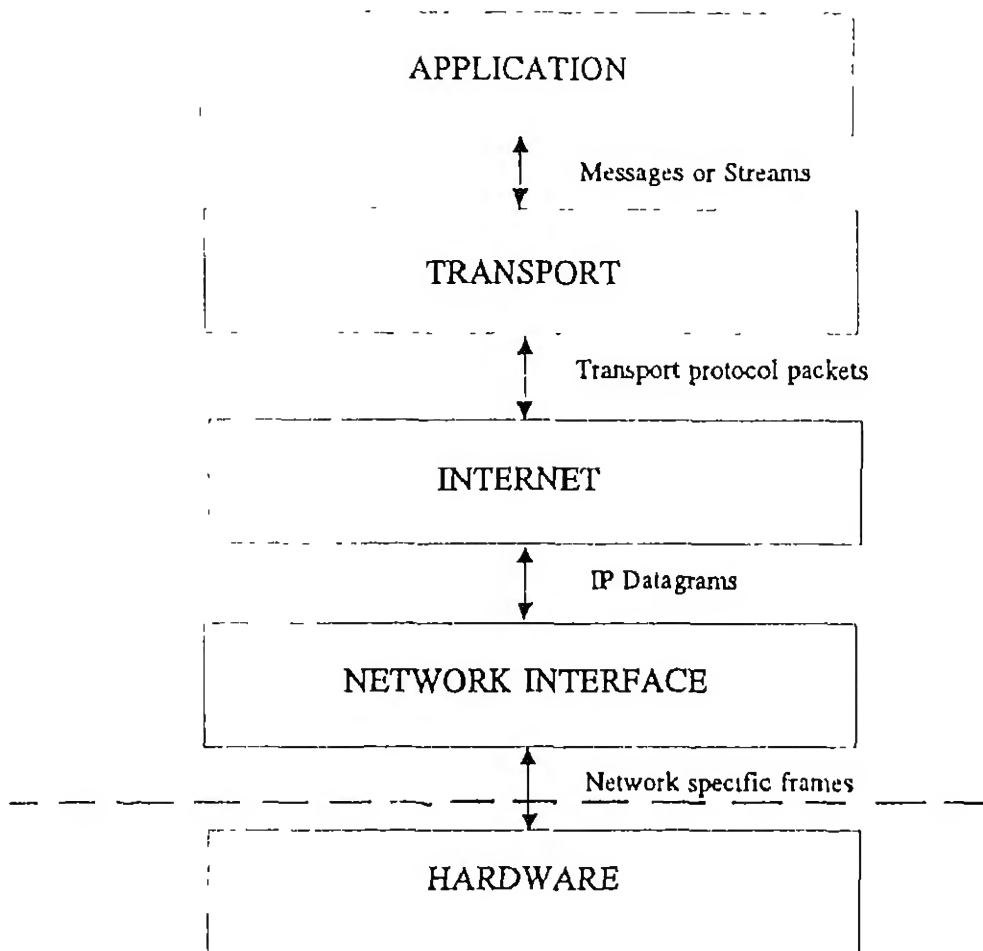 APPLICATION
Messages or Streams
TRANSPORT
Transport protocol packets
INTERNET
IP Datagrams
NETWORK INTERFACE
Network specific frames
HARDWARE